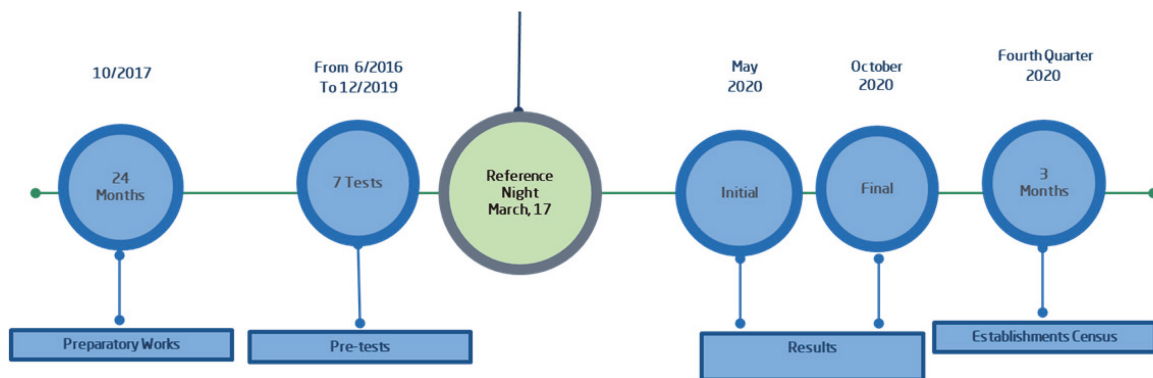 10/2017
From 6/2016
To 12/2019
May
2020
October
2020
Fourth Quarter
2020
24
Months
7 Tests
Reference
Night
March, 17
Initial
Final
3
Months
Preparatory Works
Pre-tests
Results
Establishments Census